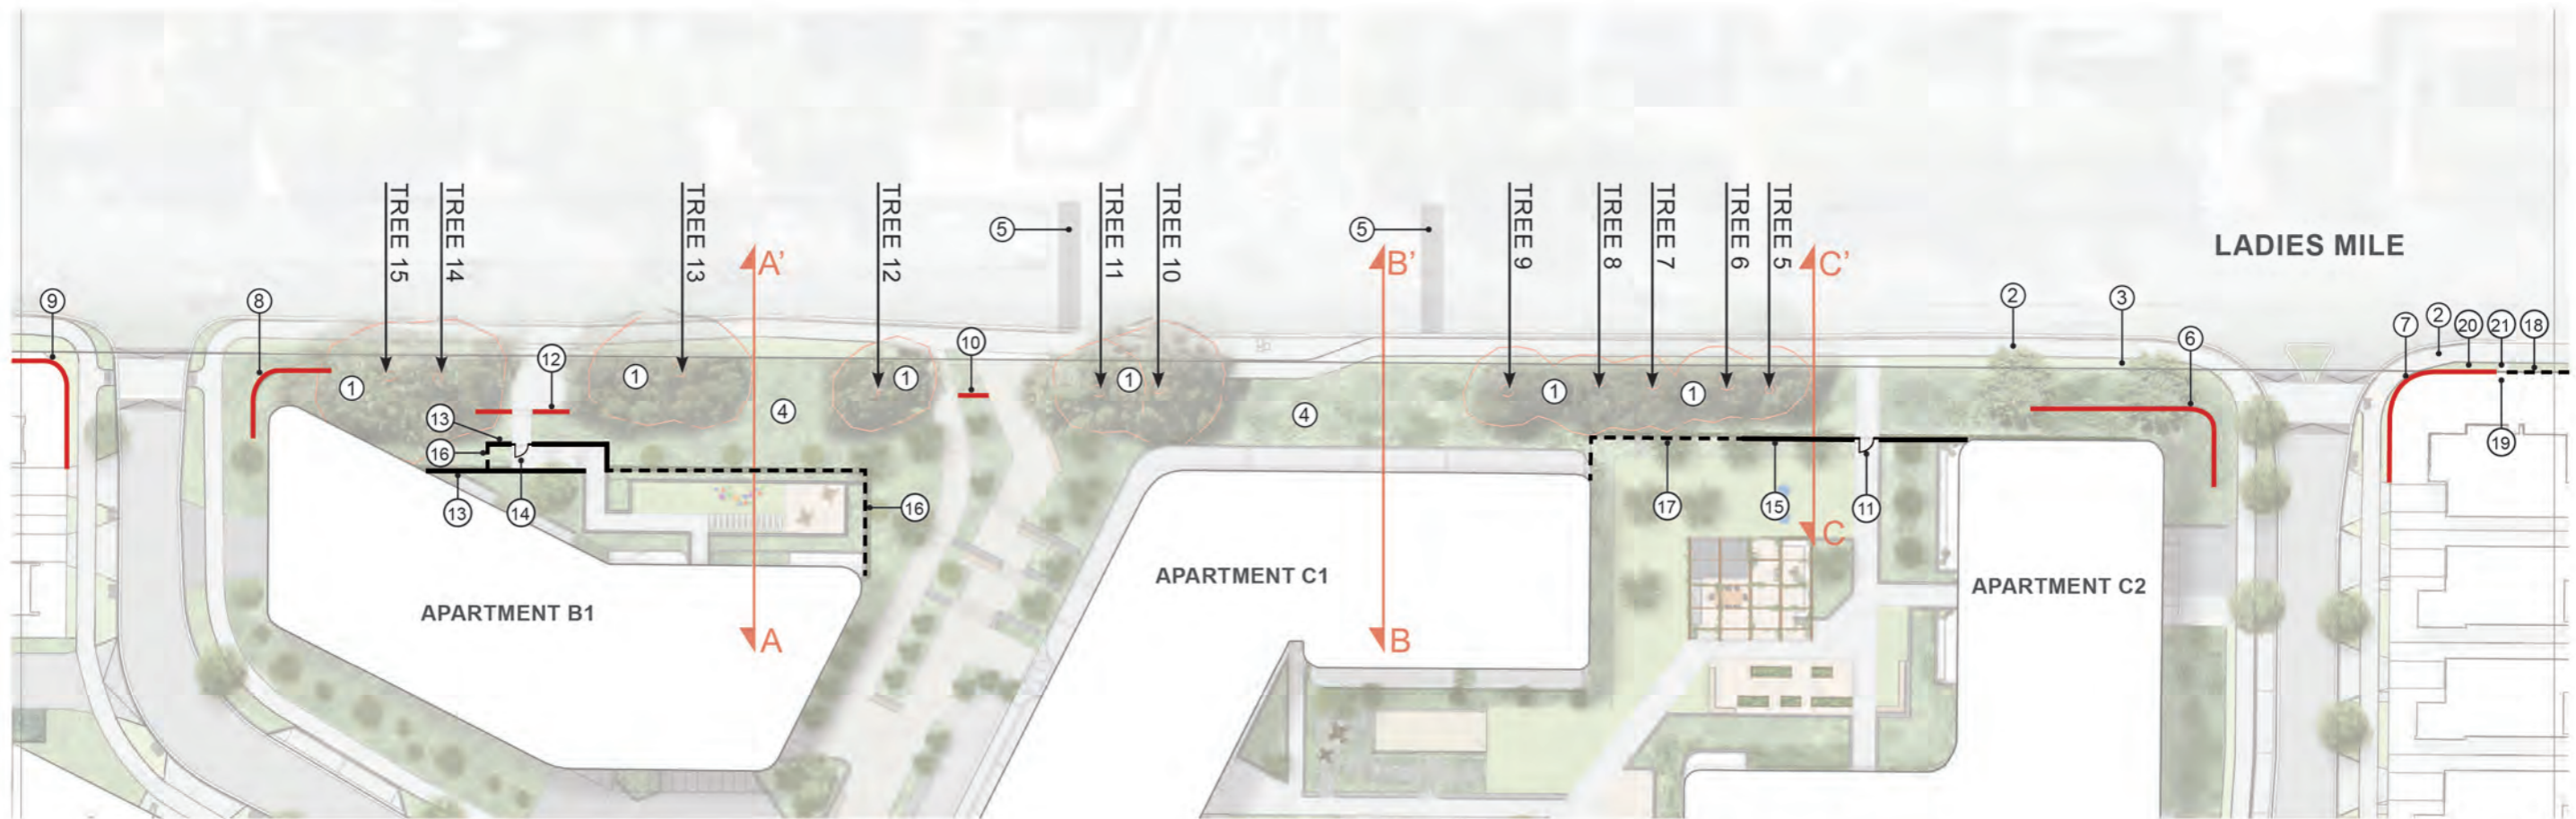 TREE 15
TREE 14
TREE 13
A'
TREE 12
5
TREE 11
TREE 10
5
B'
TREE 9
TREE 8
TREE 7
TREE 6
TREE 5
C'
LADIES MILE
9
8
2
3
2
20
21
18
7
6
12
10
1
1
1
1
1
1
4
4
13
16
19
13
14
16
17
15
11
C
APARTMENT B1
A
APARTMENT C1
B
APARTMENT C2